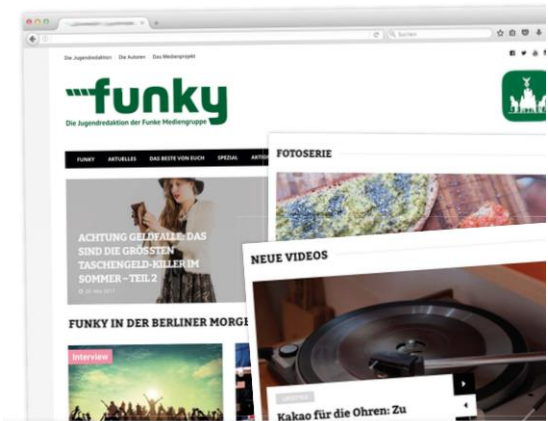 Suchen
Die Jugendredaktion Die Autoren Das Medienprojekt
funky
Die Jugendredaktion der Funke Mediengruppe
FUNKY AKTUELLES DAS BESTE VON EUCH SPEZIAL
FOTOSERIE
ACHTUNG GELDFALLE: DAS
SIND DIE GRÖSSTEN
TASCHENGELD-KILLER IM
SOMMER – TEIL 2
NEUE VIDEOS
FUNKY IN DER BERLINER MORGE
Interview
LIFESTYLE
Kakao für die Ohren: Zu